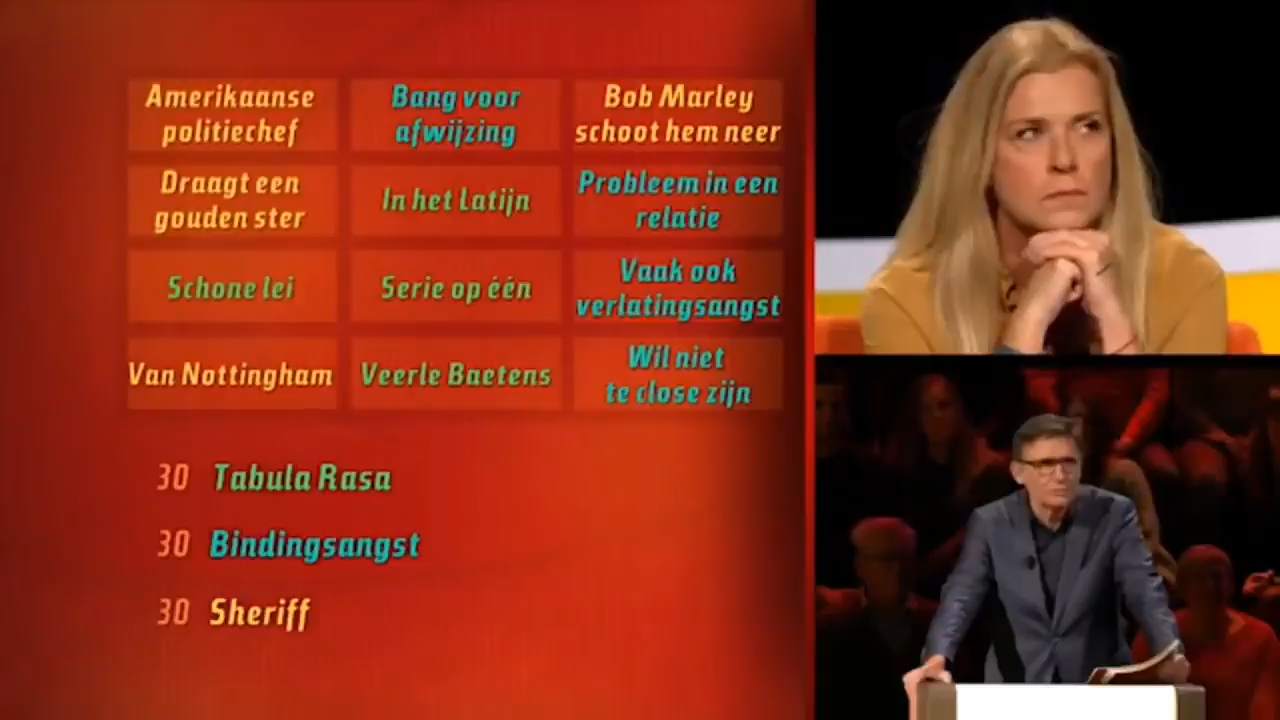 Amerikaanse
politiechef
Bang voor
afwijzing
Bob Marley
schoot hem neer
Draagt een
gouden ster
In het Latijn
Probleem in een
relatie
Schone lei
Serie op één
Vaak ook
verlatingsangst
Van Nottingham
Veerle Baetens
Wil niet
te close zijn
30 Tabula Rasa
30 Bindingsangst
30 Sheriff